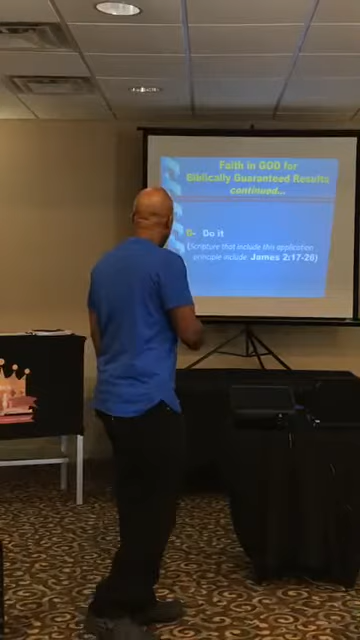 Faith in GOD for
Biblically Guaranteed Results
continued...
B- Do it
(Scripture that include this application
principle include James 2:17-26)